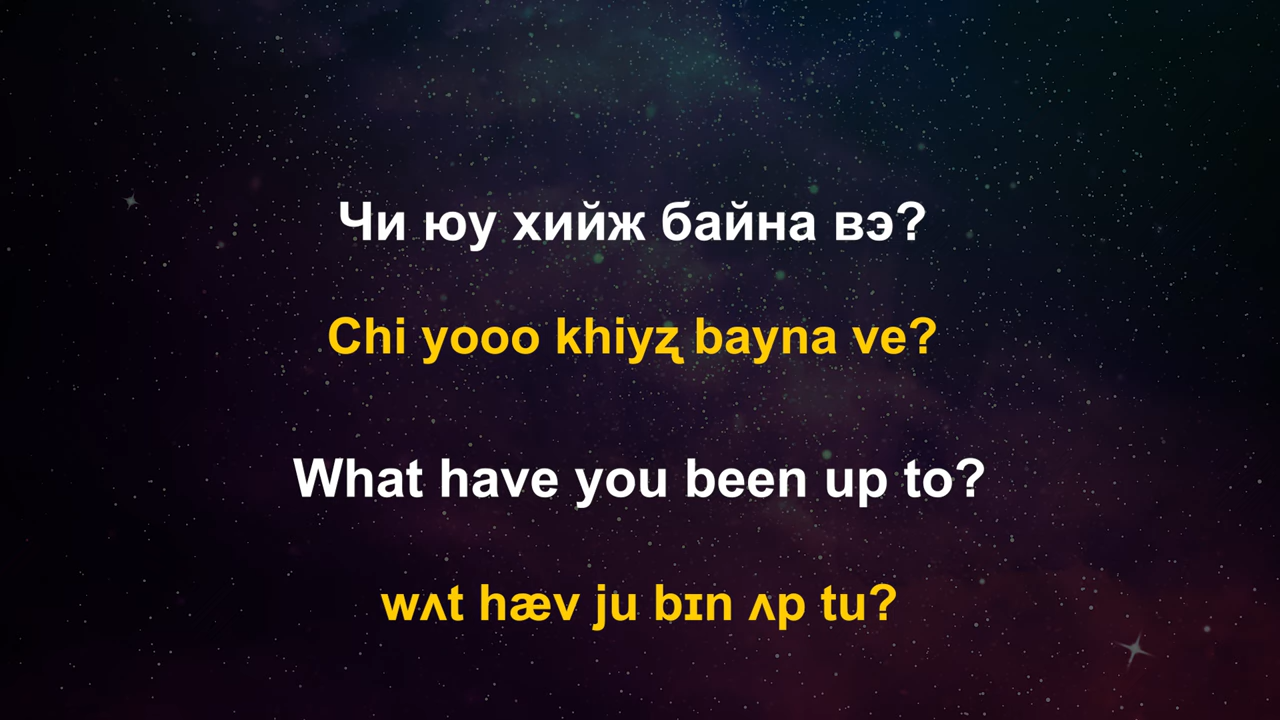 Чи юу хийж байна вэ?
Chi yooo khiyʐ bayna ve?
What have you been up to?
wʌt hæv ju bɪn ʌp tu?